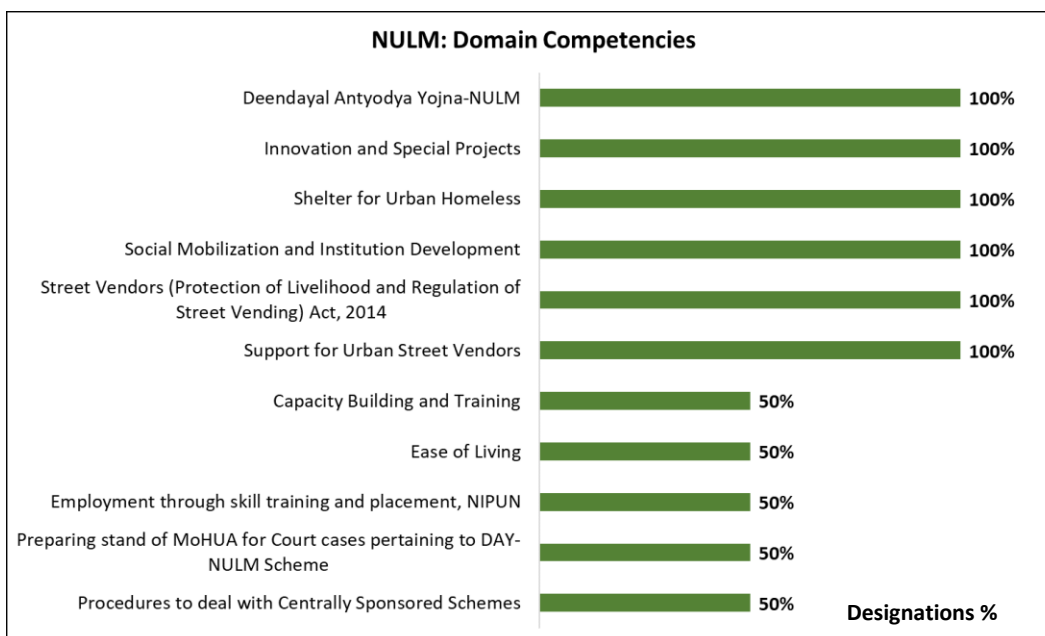 NULM: Domain Competencies
Deendayal Antyodya Yojna-NULM
100%
Innovation and Special Projects
100%
Shelter for Urban Homeless
100%
Social Mobilization and Institution Development
100%
Street Vendors (Protection of Livelihood and Regulation of
Street Vending) Act, 2014
100%
Support for Urban Street Vendors
100%
Capacity Building and Training
50%
Ease of Living
50%
Employment through skill training and placement, NIPUN
50%
Preparing stand of MoHUA for Court cases pertaining to DAY-
NULM Scheme
50%
Procedures to deal with Centrally Sponsored Schemes
50%
Designations %